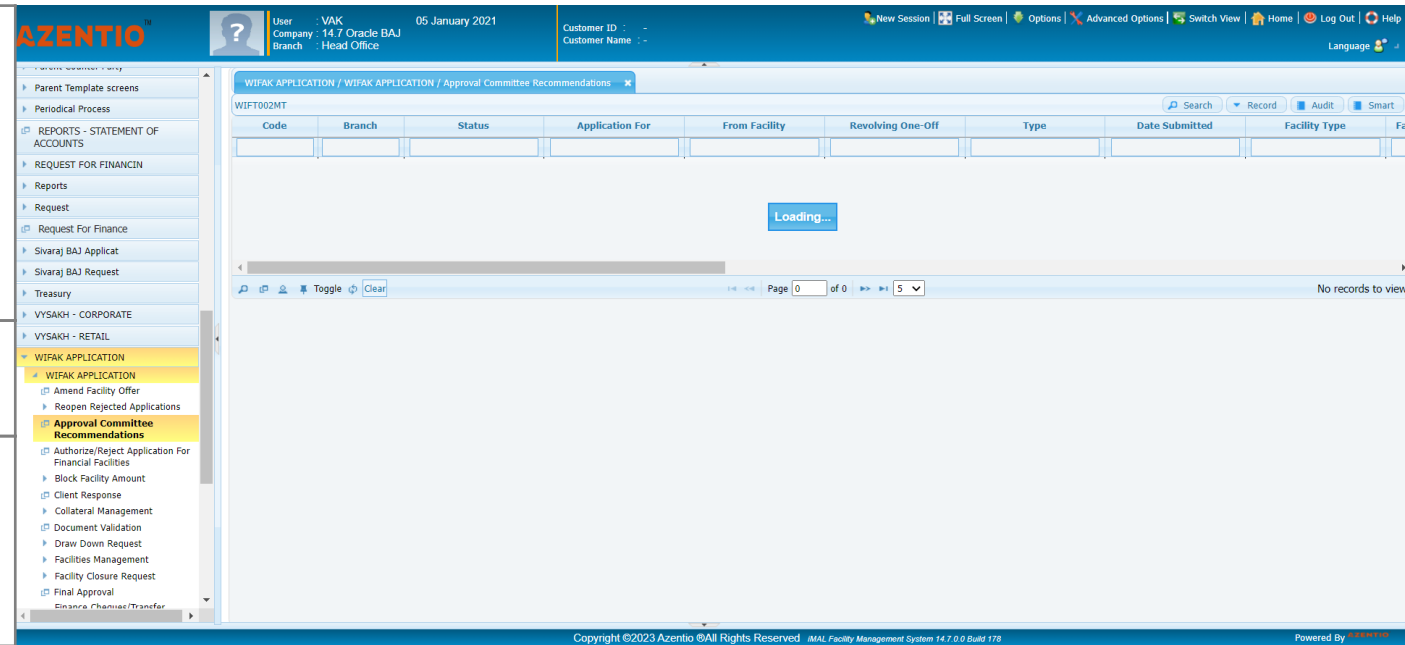 AZENTIO™
User : VAK 05 January 2021
Company : 14.7 Oracle BAJ
Branch : Head Office
Customer ID : -
Customer Name : -
New Session | Full Screen | Options | Advanced Options | Switch View | Home | Log Out | Help
Language
Parent Counter Party
Parent Template screens
Periodical Process
REPORTS - STATEMENT OF
ACCOUNTS
REQUEST FOR FINANCIN
Reports
Request
Request For Finance
Sivaraj BAJ Applicat
Sivaraj BAJ Request
Treasury
VYSAKH - CORPORATE
VYSAKH - RETAIL
WIFAK APPLICATION
WIFAK APPLICATION
Amend Facility Offer
Reopen Rejected Applications
Approval Committee
Recommendations
Authorize/Reject Application For
Financial Facilities
Block Facility Amount
Client Response
Collateral Management
Document Validation
Draw Down Request
Facilities Management
Facility Closure Request
Final Approval
Finance Cheques/Transfer
WIFAK APPLICATION / WIFAK APPLICATION / Approval Committee Recommendations ×
WIFT002MT Search Record Audit Smart
Code Branch Status Application For From Facility Revolving One-Off Type Date Submitted Facility Type Fa
Loading...
Toggle Clear Page 0 of 0 5 No records to view
Copyright ©2023 Azentio ®All Rights Reserved iMAL Facility Management System 14.7.0.0 Build 178 Powered By AZENTIO